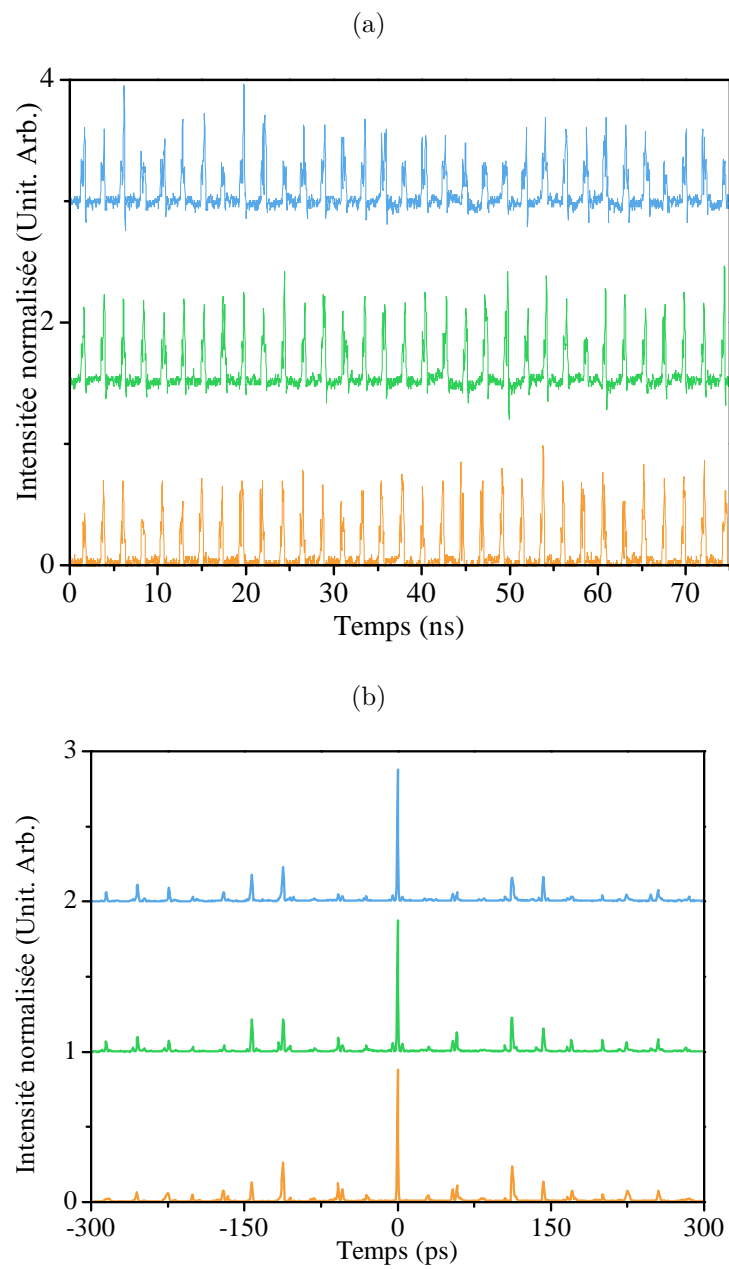 (a)
Intensitée normalisée (Unit. Arb.)
4
2
0
0 10 20 30 40 50 60 70
Temps (ns)
(b)
Intensité normalisée (Unit. Arb.)
3
2
1
0
-300 -150 0 150 300
Temps (ps)